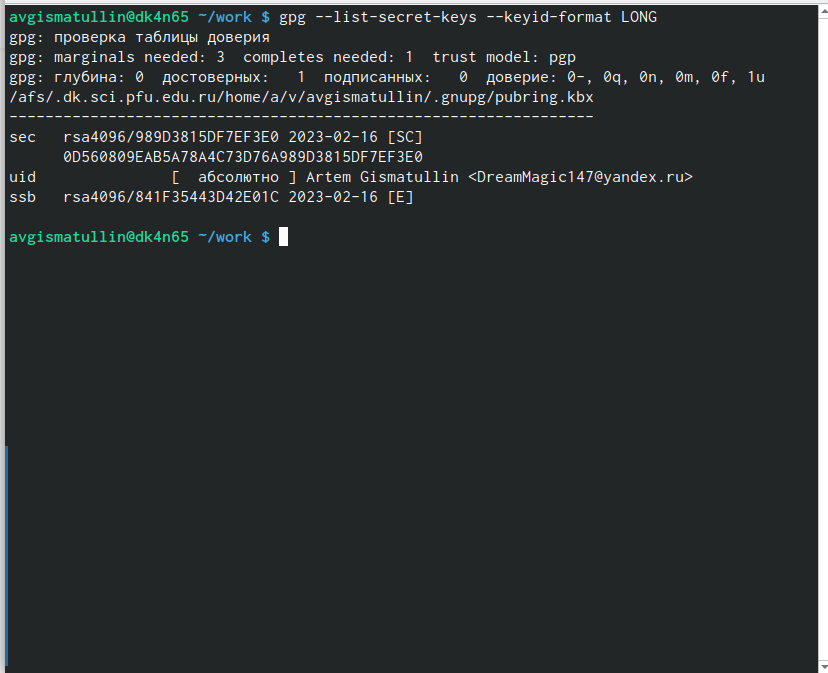 avgismatullin@dk4n65 ~/work $ gpg --list-secret-keys --keyid-format LONG
gpg: проверка таблицы доверия
gpg: marginals needed: 3  completes needed: 1  trust model: pgp
gpg: глубина: 0  достоверных:   1  подписанных:   0  доверие: 0-, 0q, 0n, 0m, 0f, 1u
/afs/.dk.sci.pfu.edu.ru/home/a/v/avgismatullin/.gnupg/pubring.kbx
-----------------------------------------------------------------
sec   rsa4096/989D3815DF7EF3E0 2023-02-16 [SC]
      0D560809EAB5A78A4C73D76A989D3815DF7EF3E0
uid               [  абсолютно ] Artem Gismatullin <DreamMagic147@yandex.ru>
ssb   rsa4096/841F35443D42E01C 2023-02-16 [E]
avgismatullin@dk4n65 ~/work $